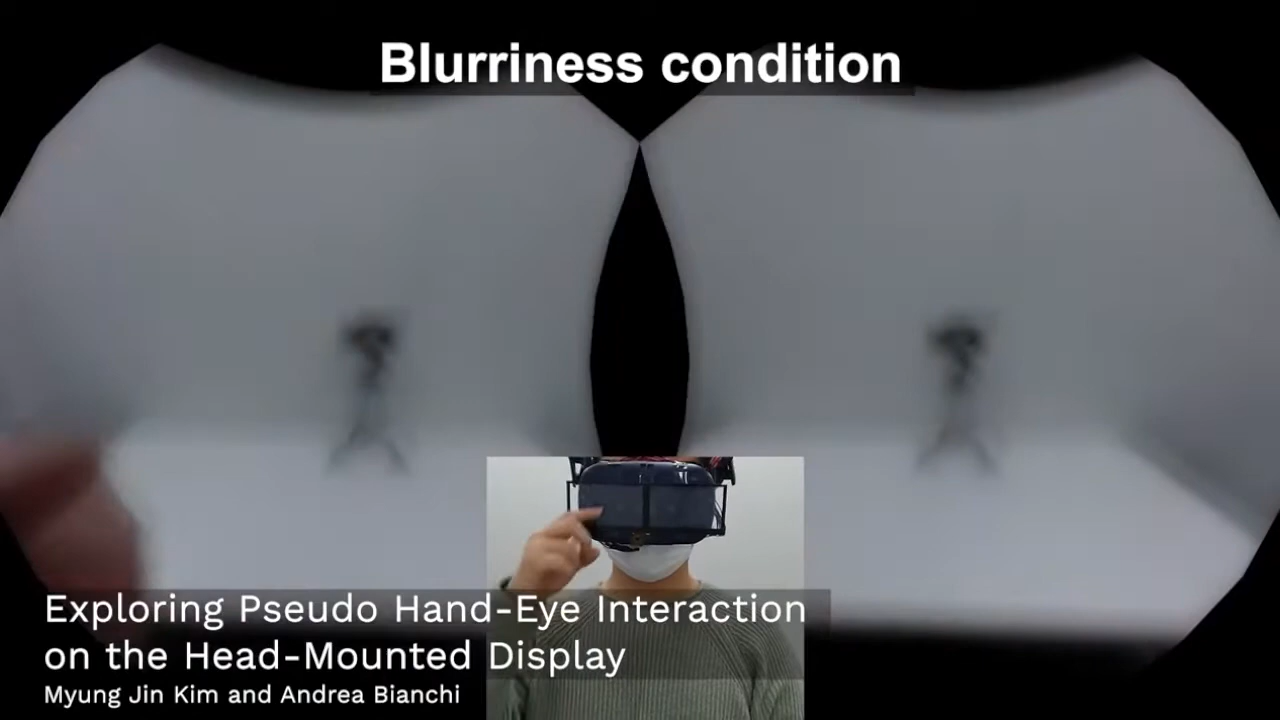 Blurriness condition
Exploring Pseudo Hand-Eye Interaction
on the Head-Mounted Display
Myung Jin Kim and Andrea Bianchi